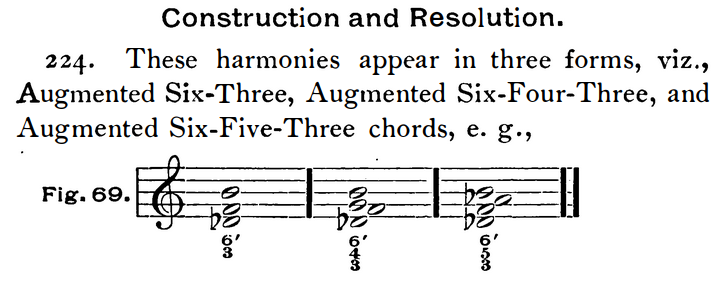 Construction and Resolution.
224. These harmonies appear in three forms, viz.,
Augmented Six-Three, Augmented Six-Four-Three, and
Augmented Six-Five-Three chords, e. g.,
Fig. 69.
6′ 6′ 6′
3 4 5
3 3